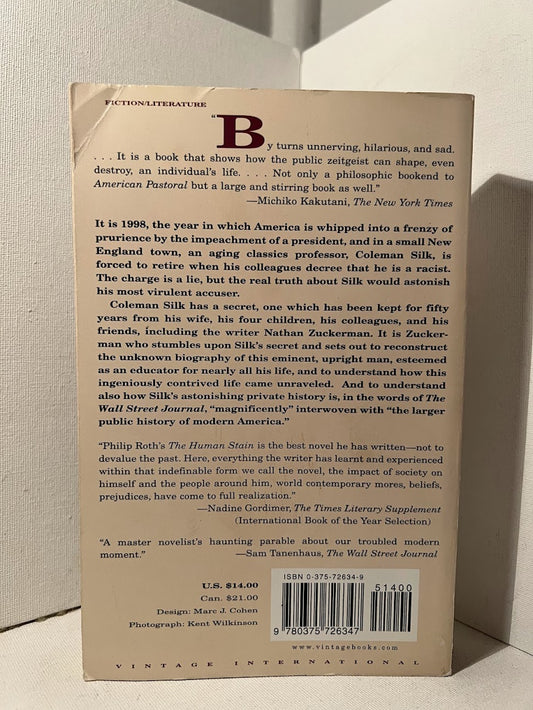 FICTION/LITERATURE
"By turns unnerving, hilarious, and sad.
. . . It is a book that shows how the public zeitgeist can shape, even
destroy, an individual's life. . . . Not only a philosophic bookend to
American Pastoral but a large and stirring book as well."
—Michiko Kakutani, The New York Times
It is 1998, the year in which America is whipped into a frenzy of
prurience by the impeachment of a president, and in a small New
England town, an aging classics professor, Coleman Silk, is
forced to retire when his colleagues decree that he is a racist.
The charge is a lie, but the real truth about Silk would astonish
his most virulent accuser.
Coleman Silk has a secret, one which has been kept for fifty
years from his wife, his four children, his colleagues, and his
friends, including the writer Nathan Zuckerman. It is Zucker-
man who stumbles upon Silk's secret and sets out to reconstruct
the unknown biography of this eminent, upright man, esteemed
as an educator for nearly all his life, and to understand how this
ingeniously contrived life came unraveled. And to understand
also how Silk's astonishing private history is, in the words of The
Wall Street Journal, "magnificently" interwoven with "the larger
public history of modern America."
"Philip Roth's The Human Stain is the best novel he has written—not to
devalue the past. Here, everything the writer has learnt and experienced
within that indefinable form we call the novel, the impact of society on
himself and the people around him, world contemporary mores, beliefs,
prejudices, have come to full realization."
—Nadine Gordimer, The Times Literary Supplement
(International Book of the Year Selection)
"A master novelist's haunting parable about our troubled modern
moment." —Sam Tanenhaus, The Wall Street Journal
U.S. $14.00
Can. $21.00
Design: Marc J. Cohen
Photograph: Kent Wilkinson
ISBN 0-375-72634-9
51400
9 780375 726347
www.vintagebooks.com
VINTAGE INTERNATIONAL